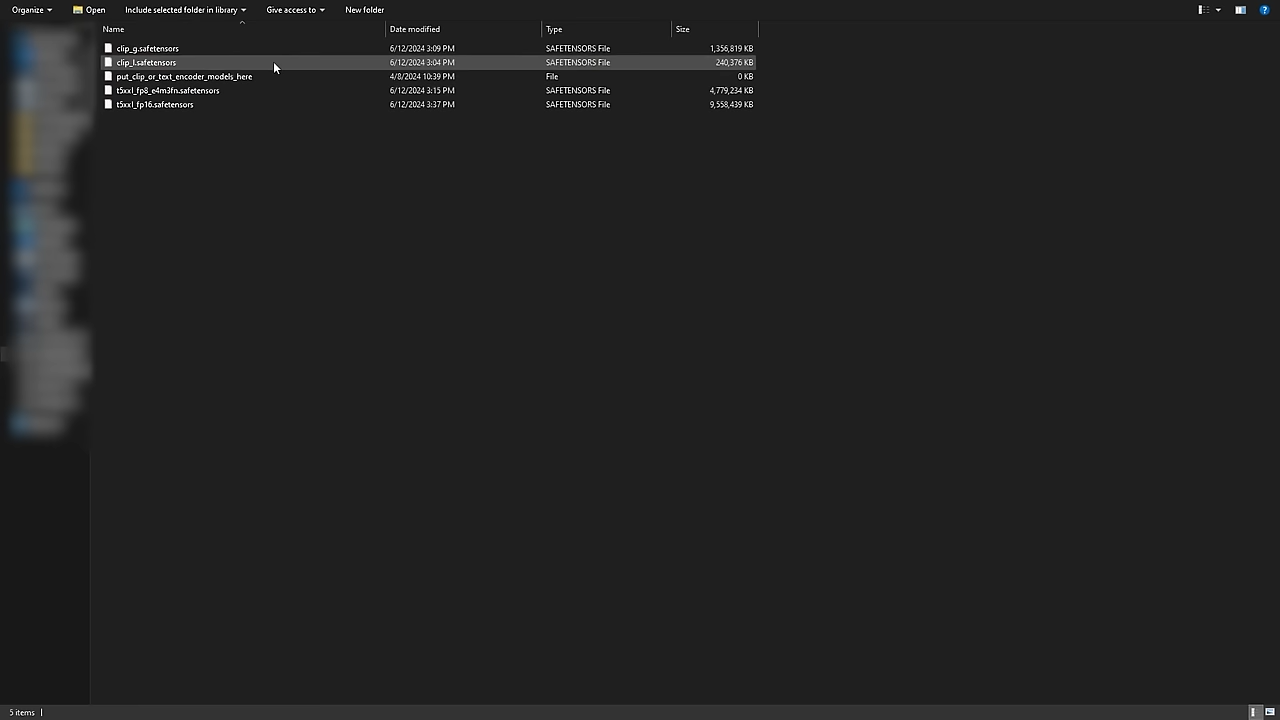 Organize Open Include selected folder in library Give access to New folder
Name Date modified Type Size
clip_g.safetensors 6/12/2024 3:09 PM SAFETENSORS File 1,356,819 KB
clip_l.safetensors 6/12/2024 3:04 PM SAFETENSORS File 240,376 KB
put_clip_or_text_encoder_models_here 4/8/2024 10:39 PM File 0 KB
t5xxl_fp8_e4m3fn.safetensors 6/12/2024 3:15 PM SAFETENSORS File 4,779,234 KB
t5xxl_fp16.safetensors 6/12/2024 3:37 PM SAFETENSORS File 9,558,439 KB
5 items